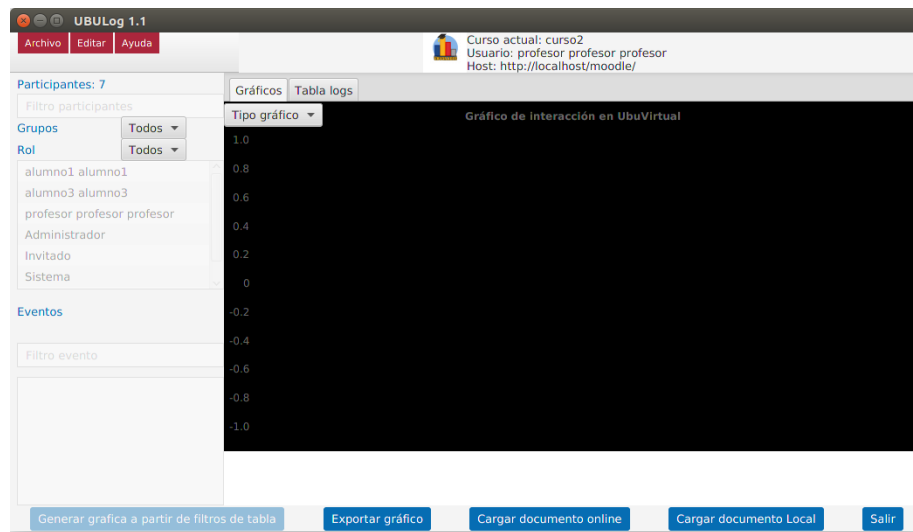 UBULog 1.1
Archivo Editar Ayuda
Curso actual: curso2
Usuario: profesor profesor profesor
Host: http://localhost/moodle/
Participantes: 7
Filtro participantes
Grupos Todos
Rol Todos
alumno1 alumno1
alumno3 alumno3
profesor profesor profesor
Administrador
Invitado
Sistema
Eventos
Filtro evento
Gráficos Tabla logs
Tipo gráfico
Gráfico de interacción en UbuVirtual
1.0
0.8
0.6
0.4
0.2
0
-0.2
-0.4
-0.6
-0.8
-1.0
Generar grafica a partir de filtros de tabla Exportar gráfico Cargar documento online Cargar documento Local Salir